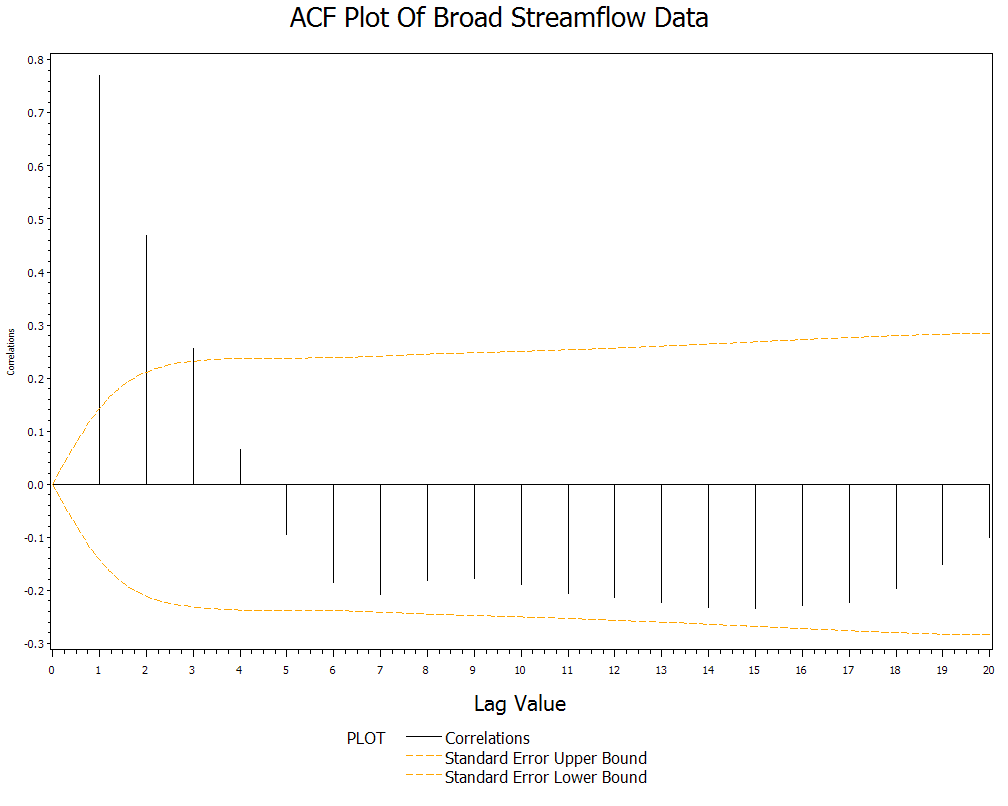 ACF Plot Of Broad Streamflow Data
0.8
0.7
0.6
0.5
0.4
0.3
0.2
0.1
0.0
-0.1
-0.2
-0.3
Correlations
0 1 2 3 4 5 6 7 8 9 10 11 12 13 14 15 16 17 18 19 20
Lag Value
PLOT
Correlations
Standard Error Upper Bound
Standard Error Lower Bound